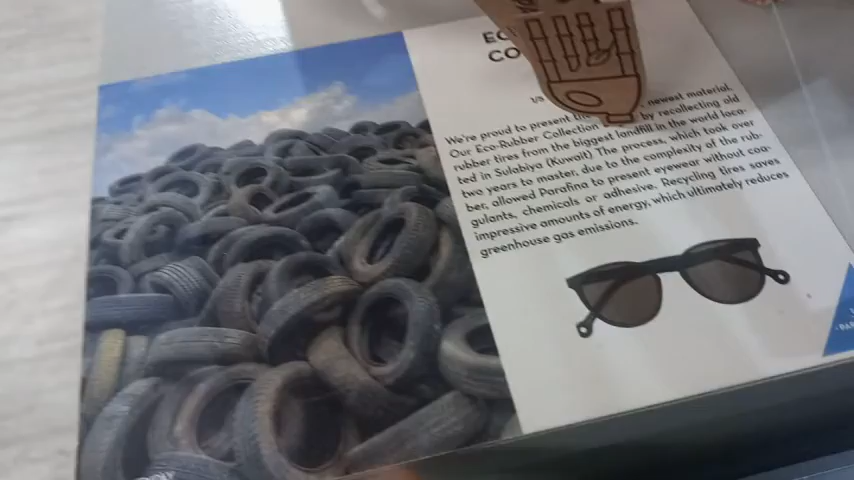 EC
CO
US
newest material.
We're proud to present th
Our Eco-Rubber Collection by recollecting old
rubber tires from the biggest landfill in the world loca-
ted in Sulabiya (Kuwait). The process, which took over
two years to master, due to the complexity of the rub-
ber, allowed Parafina to present eyewear without coa-
gulants, chemicals or adhesive. Recycling tires saves
impressive amounts of energy, which ultimately reduces
greenhouse gas emissions.